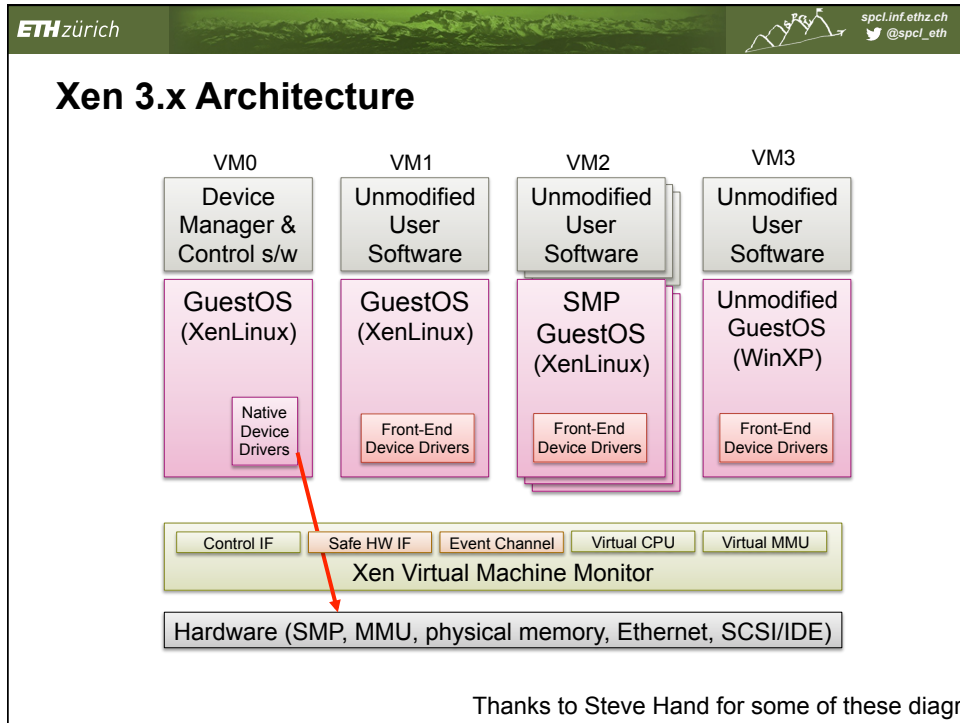 ETH zürich
spcl.inf.ethz.ch
@spcl_eth
Xen 3.x Architecture
VM0
Device
Manager &
Control s/w
GuestOS
(XenLinux)
Native
Device
Drivers
VM1
Unmodified
User
Software
GuestOS
(XenLinux)
Front-End
Device Drivers
VM2
Unmodified
User
Software
SMP
GuestOS
(XenLinux)
Front-End
Device Drivers
VM3
Unmodified
User
Software
Unmodified
GuestOS
(WinXP)
Front-End
Device Drivers
Control IF
Safe HW IF
Event Channel
Virtual CPU
Virtual MMU
Xen Virtual Machine Monitor
Hardware (SMP, MMU, physical memory, Ethernet, SCSI/IDE)
Thanks to Steve Hand for some of these diagr